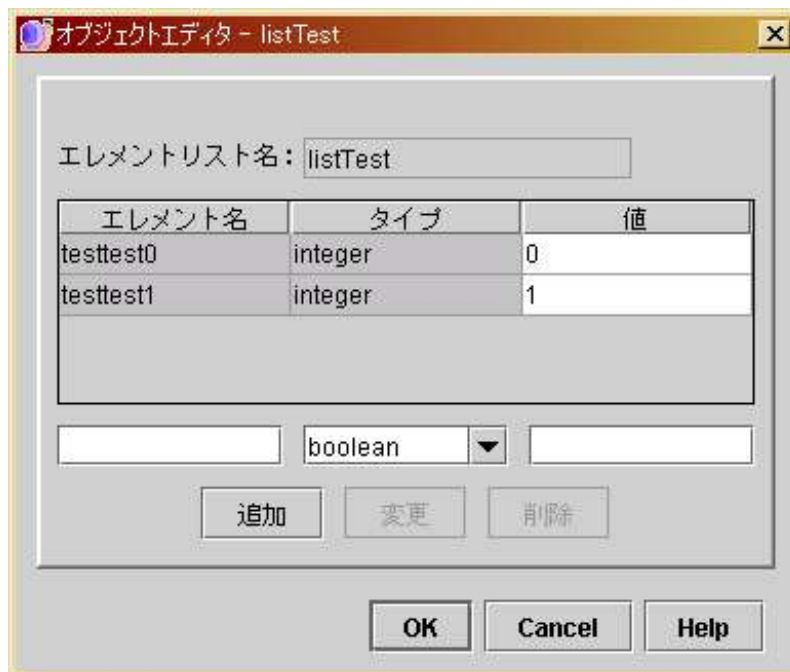 オブジェクトエディタ - listTest
エレメントリスト名: listTest
エレメント名 タイプ 値
testtest0 integer 0
testtest1 integer 1
boolean
追加 変更 削除
OK Cancel Help